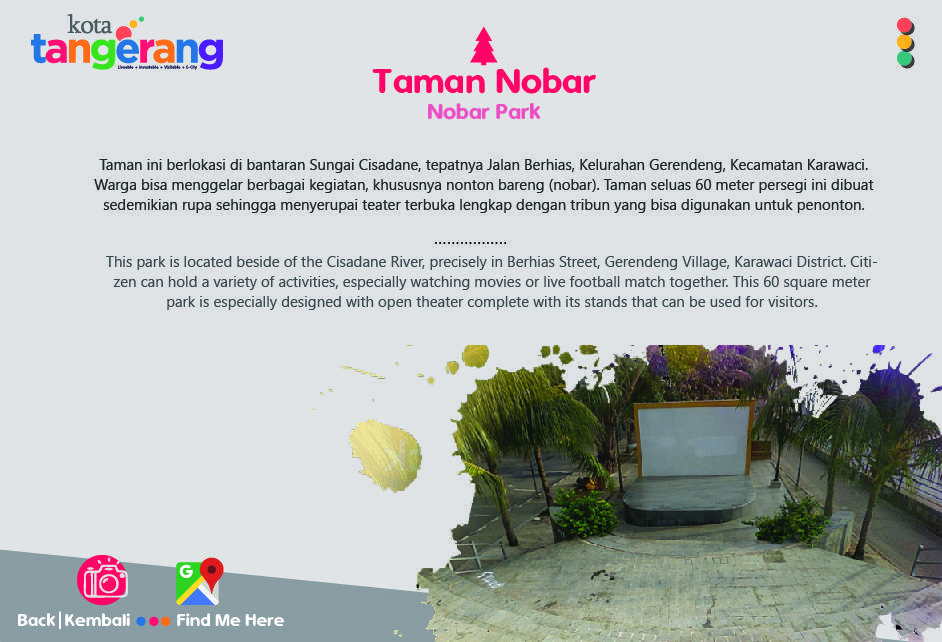 kota
tangerang
Liveable • Investable • Visitable • E-City
Taman Nobar
Nobar Park
Taman ini berlokasi di bantaran Sungai Cisadane, tepatnya Jalan Berhias, Kelurahan Gerendeng, Kecamatan Karawaci.
Warga bisa menggelar berbagai kegiatan, khususnya nonton bareng (nobar). Taman seluas 60 meter persegi ini dibuat
sedemikian rupa sehingga menyerupai teater terbuka lengkap dengan tribun yang bisa digunakan untuk penonton.
.................
This park is located beside of the Cisadane River, precisely in Berhias Street, Gerendeng Village, Karawaci District. Citi-
zen can hold a variety of activities, especially watching movies or live football match together. This 60 square meter
park is especially designed with open theater complete with its stands that can be used for visitors.
G
Back|Kembali
Find Me Here